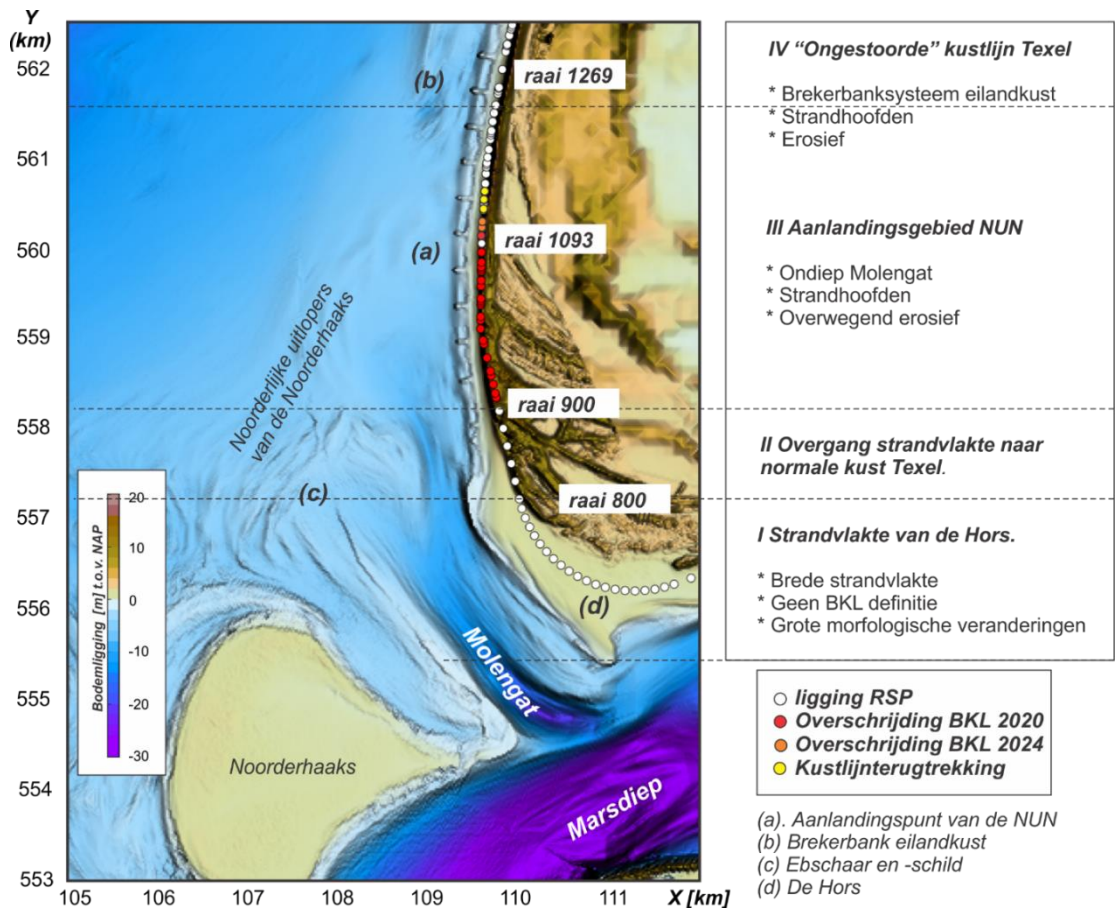 Y
(km)
562
561
560
559
558
557
556
555
554
553
105
106
107
108
109
110
111
X [km]
(b)
(a)
(c)
(d)
raai 1269
raai 1093
raai 900
raai 800
Noorderlijke uitlopers
van de Noorderhaaks
Molengat
Noorderhaaks
Marsdiep
Bodemligging [m] t.o.v. NAP
20
10
0
-10
-20
-30
IV “Ongestoorde” kustlijn Texel
* Brekerbanksysteem eilandkust
* Strandhoofden
* Erosief
III Aanlandingsgebied NUN
* Ondiep Molengat
* Strandhoofden
* Overwegend erosief
II Overgang strandvlakte naar
normale kust Texel.
I Strandvlakte van de Hors.
* Brede strandvlakte
* Geen BKL definitie
* Grote morfologische veranderingen
ligging RSP
Overschrijding BKL 2020
Overschrijding BKL 2024
Kustlijnterugtrekking
(a). Aanlandingspunt van de NUN
(b) Brekerbank eilandkust
(c) Ebschaar en -schild
(d) De Hors